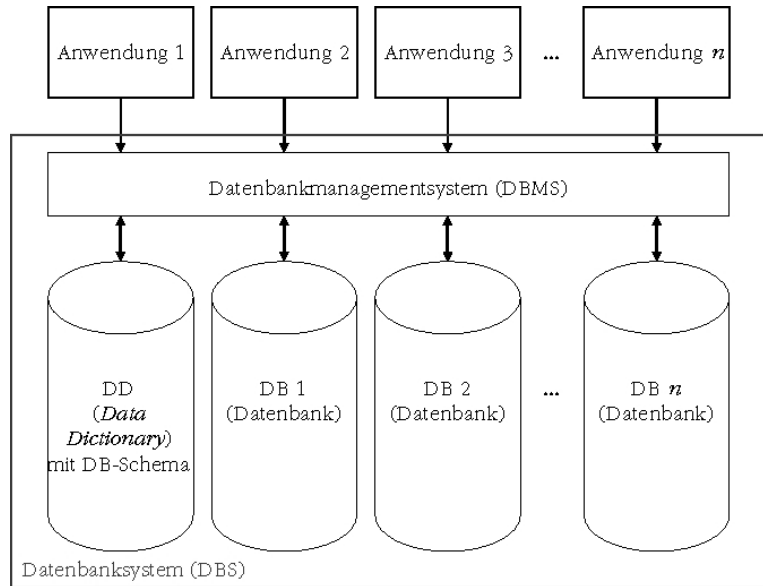 Anwendung 1
Anwendung 2
Anwendung 3
...
Anwendung n
Datenbankmanagementsystem (DBMS)
DD
(Data
Dictionary)
mit DB-Schema
DB 1
(Datenbank)
DB 2
(Datenbank)
...
DB n
(Datenbank)
Datenbanksystem (DBS)